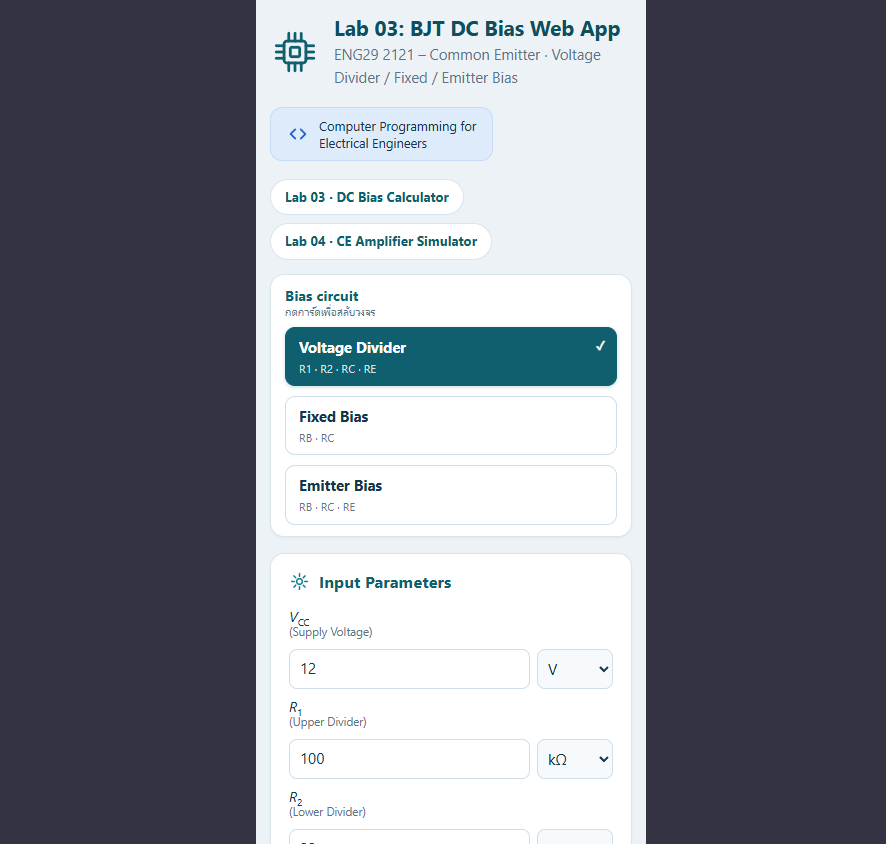 Lab 03: BJT DC Bias Web App
ENG29 2121 – Common Emitter · Voltage
Divider / Fixed / Emitter Bias
Computer Programming for
Electrical Engineers
Lab 03 · DC Bias Calculator
Lab 04 · CE Amplifier Simulator
Bias circuit
กดการ์ดเพื่อสลับวงจร
Voltage Divider ✓
R1 · R2 · RC · RE
Fixed Bias
RB · RC
Emitter Bias
RB · RC · RE
Input Parameters
VCC
(Supply Voltage)
12 V
R1
(Upper Divider)
100 kΩ
R2
(Lower Divider)